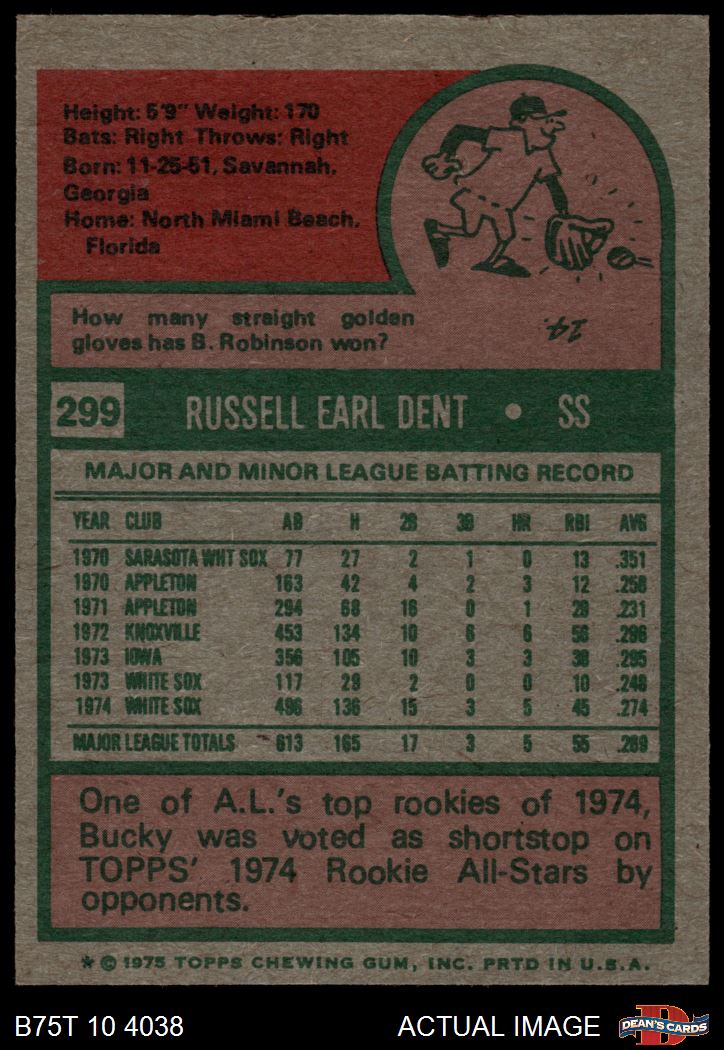 Height: 5'9" Weight: 170
Bats: Right Throws: Right
Born: 11-25-51, Savannah,
Georgia
Home: North Miami Beach,
Florida
How many straight golden
gloves has B. Robinson won?
14.
299 RUSSELL EARL DENT • SS
MAJOR AND MINOR LEAGUE BATTING RECORD
YEAR CLUB AB H 2B 3B HR RBI AVG
1970 SARASOTA WHT SOX 77 27 2 1 0 13 .351
1970 APPLETON 163 42 4 2 3 12 .258
1971 APPLETON 294 68 16 0 1 28 .231
1972 KNOXVILLE 453 134 10 6 6 56 .296
1973 IOWA 356 105 10 3 3 38 .295
1973 WHITE SOX 117 29 2 0 0 10 .248
1974 WHITE SOX 496 136 15 3 5 45 .274
MAJOR LEAGUE TOTALS 613 165 17 3 5 55 .269
One of A.L.'s top rookies of 1974,
Bucky was voted as shortstop on
TOPPS' 1974 Rookie All-Stars by
opponents.
* © 1975 TOPPS CHEWING GUM, INC. PRTD IN U.S.A.
B75T 10 4038 ACTUAL IMAGE D DEAN'S CARDS